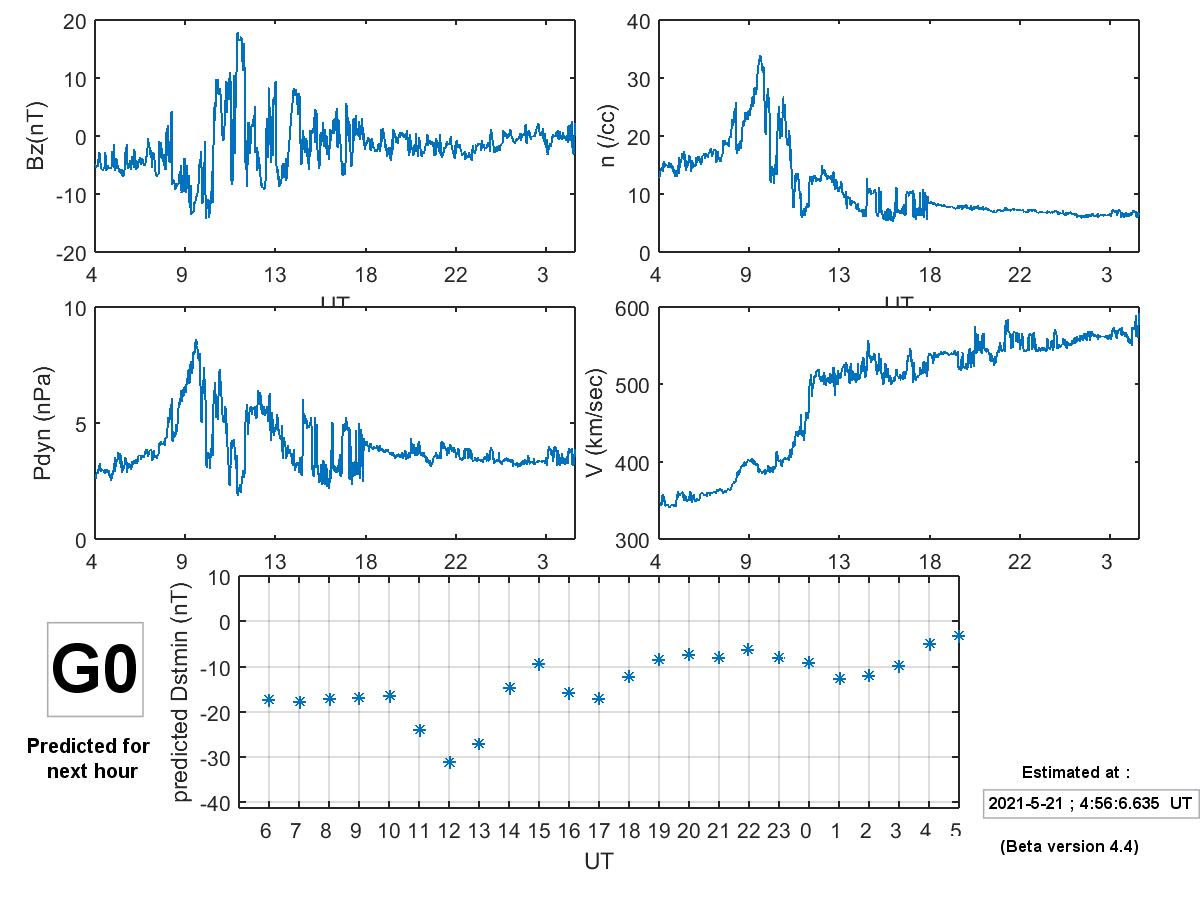 20
10
0
-10
-20
Bz(nT)
4 9 13 18 22 3
UT
40
30
20
10
0
n (/cc)
4 9 13 18 22 3
UT
10
5
0
Pdyn (nPa)
4 9 13 18 22 3
600
500
400
300
V (km/sec)
4 9 13 18 22 3
10
0
-10
-20
-30
-40
predicted Dstmin (nT)
6 7 8 9 10 11 12 13 14 15 16 17 18 19 20 21 22 23 0 1 2 3 4 5
UT
G0
Predicted for
next hour
Estimated at :
2021-5-21 ; 4:56:6.635 UT
(Beta version 4.4)